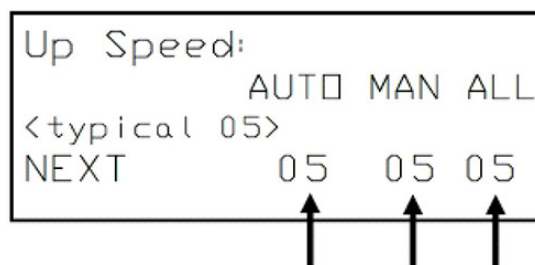 Up Speed:
AUTO▯ MAN ALL
<typical 05>
NEXT 05 05 05